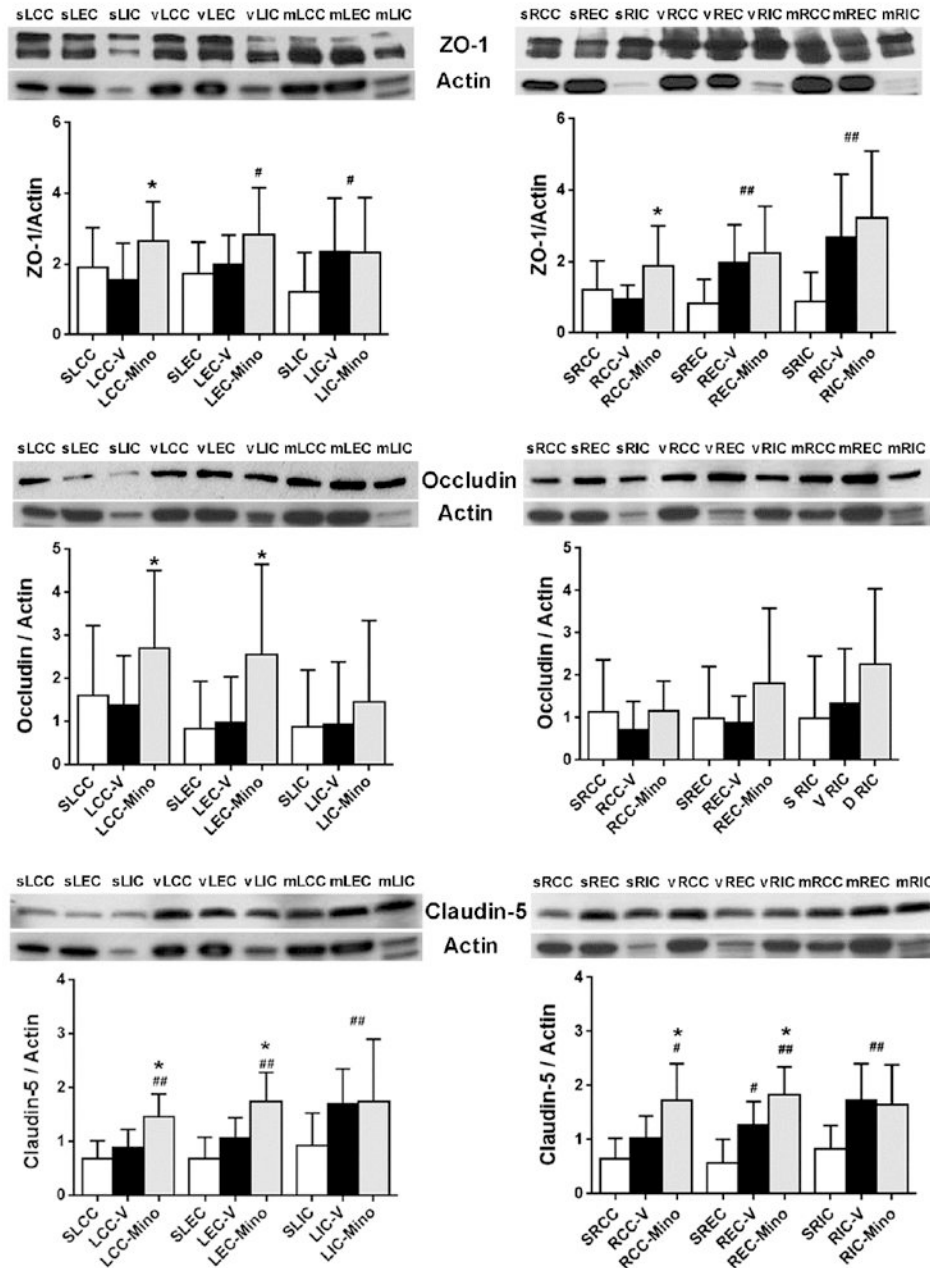 sLCC sLEC sLIC vLCC vLEC vLIC mLCC mLEC mLIC
sRCC sREC sRIC vRCC vREC vRIC mRCC mREC mRIC
ZO-1
Actin
ZO-1/Actin
6
4
2
0
*
#
#
SLCC
LCC-V
LCC-Mino
SLEC
LEC-V
LEC-Mino
SLIC
LIC-V
LIC-Mino
ZO-1/Actin
6
4
2
0
*
##
##
SRCC
RCC-V
RCC-Mino
SREC
REC-V
REC-Mino
SRIC
RIC-V
RIC-Mino
sLCC sLEC sLIC vLCC vLEC vLIC mLCC mLEC mLIC
sRCC sREC sRIC vRCC vREC vRIC mRCC mREC mRIC
Occludin
Actin
Occludin / Actin
5
4
3
2
1
0
*
*
SLCC
LCC-V
LCC-Mino
SLEC
LEC-V
LEC-Mino
SLIC
LIC-V
LIC-Mino
Occludin / Actin
5
4
3
2
1
0
SRCC
RCC-V
RCC-Mino
SREC
REC-V
REC-Mino
S RIC
V RIC
D RIC
sLCC sLEC sLIC vLCC vLEC vLIC mLCC mLEC mLIC
sRCC sREC sRIC vRCC vREC vRIC mRCC mREC mRIC
Claudin-5
Actin
Claudin-5 / Actin
4
3
2
1
0
*
##
*
##
##
SLCC
LCC-V
LCC-Mino
SLEC
LEC-V
LEC-Mino
SLIC
LIC-V
LIC-Mino
Claudin-5 / Actin
4
3
2
1
0
*
#
#
*
##
##
SRCC
RCC-V
RCC-Mino
SREC
REC-V
REC-Mino
SRIC
RIC-V
RIC-Mino